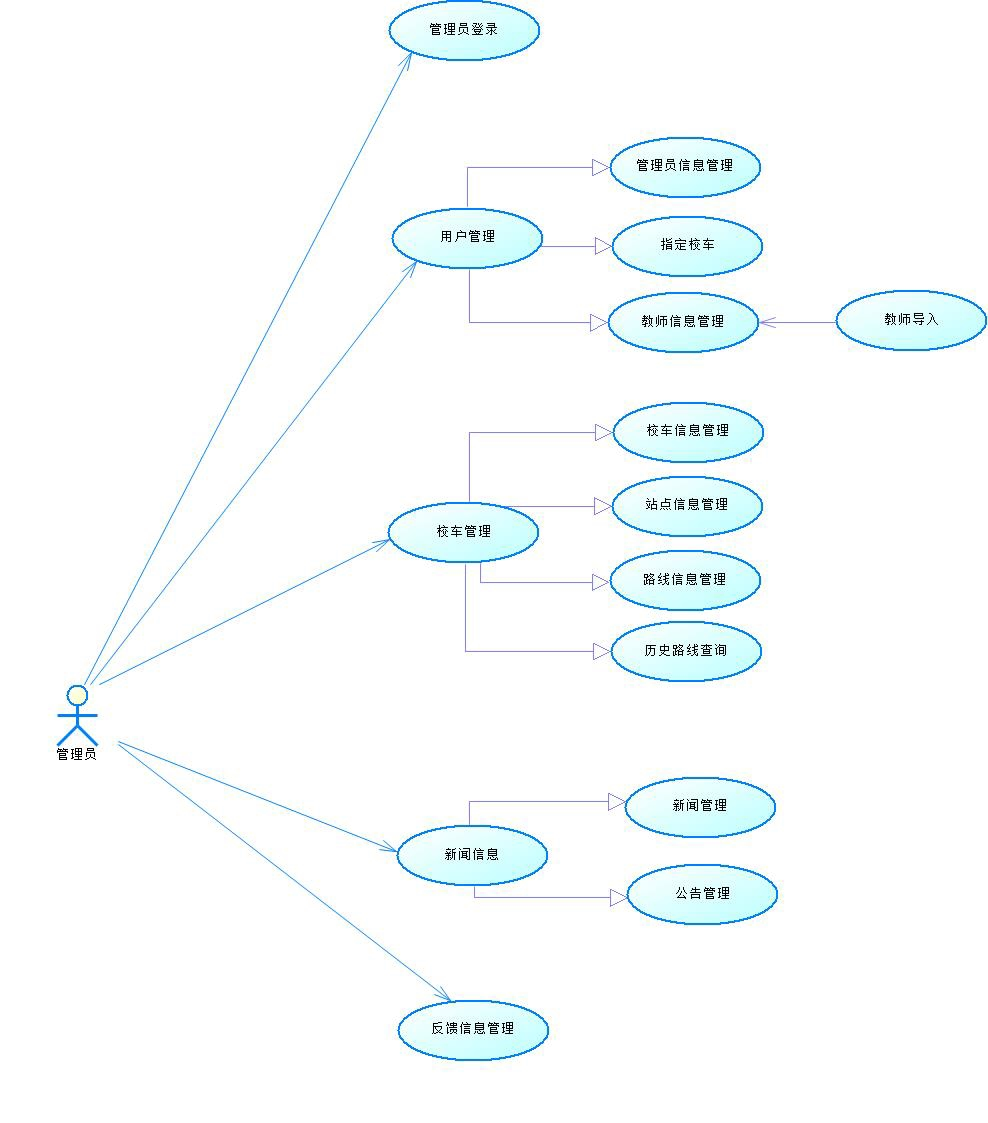 管理员登录
管理员信息管理
用户管理
指定校车
教师信息管理
教师导入
校车信息管理
站点信息管理
校车管理
路线信息管理
历史路线查询
管理员
新闻管理
新闻信息
公告管理
反馈信息管理